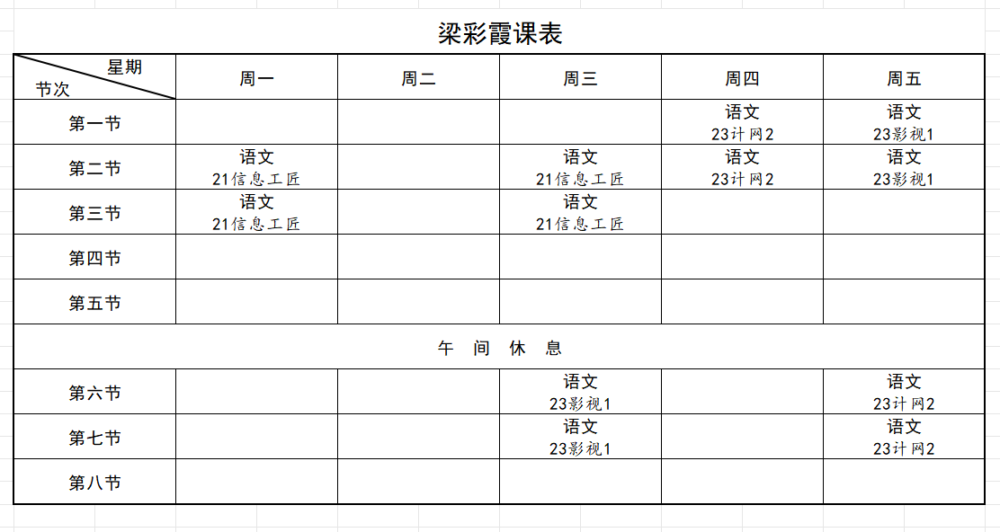 梁彩霞课表
星期
节次
周一
周二
周三
周四
周五
第一节
语文
23计网2
语文
23影视1
第二节
语文
21信息工匠
语文
21信息工匠
语文
23计网2
语文
23影视1
第三节
语文
21信息工匠
语文
21信息工匠
第四节
第五节
午 间 休 息
第六节
语文
23影视1
语文
23计网2
第七节
语文
23影视1
语文
23计网2
第八节